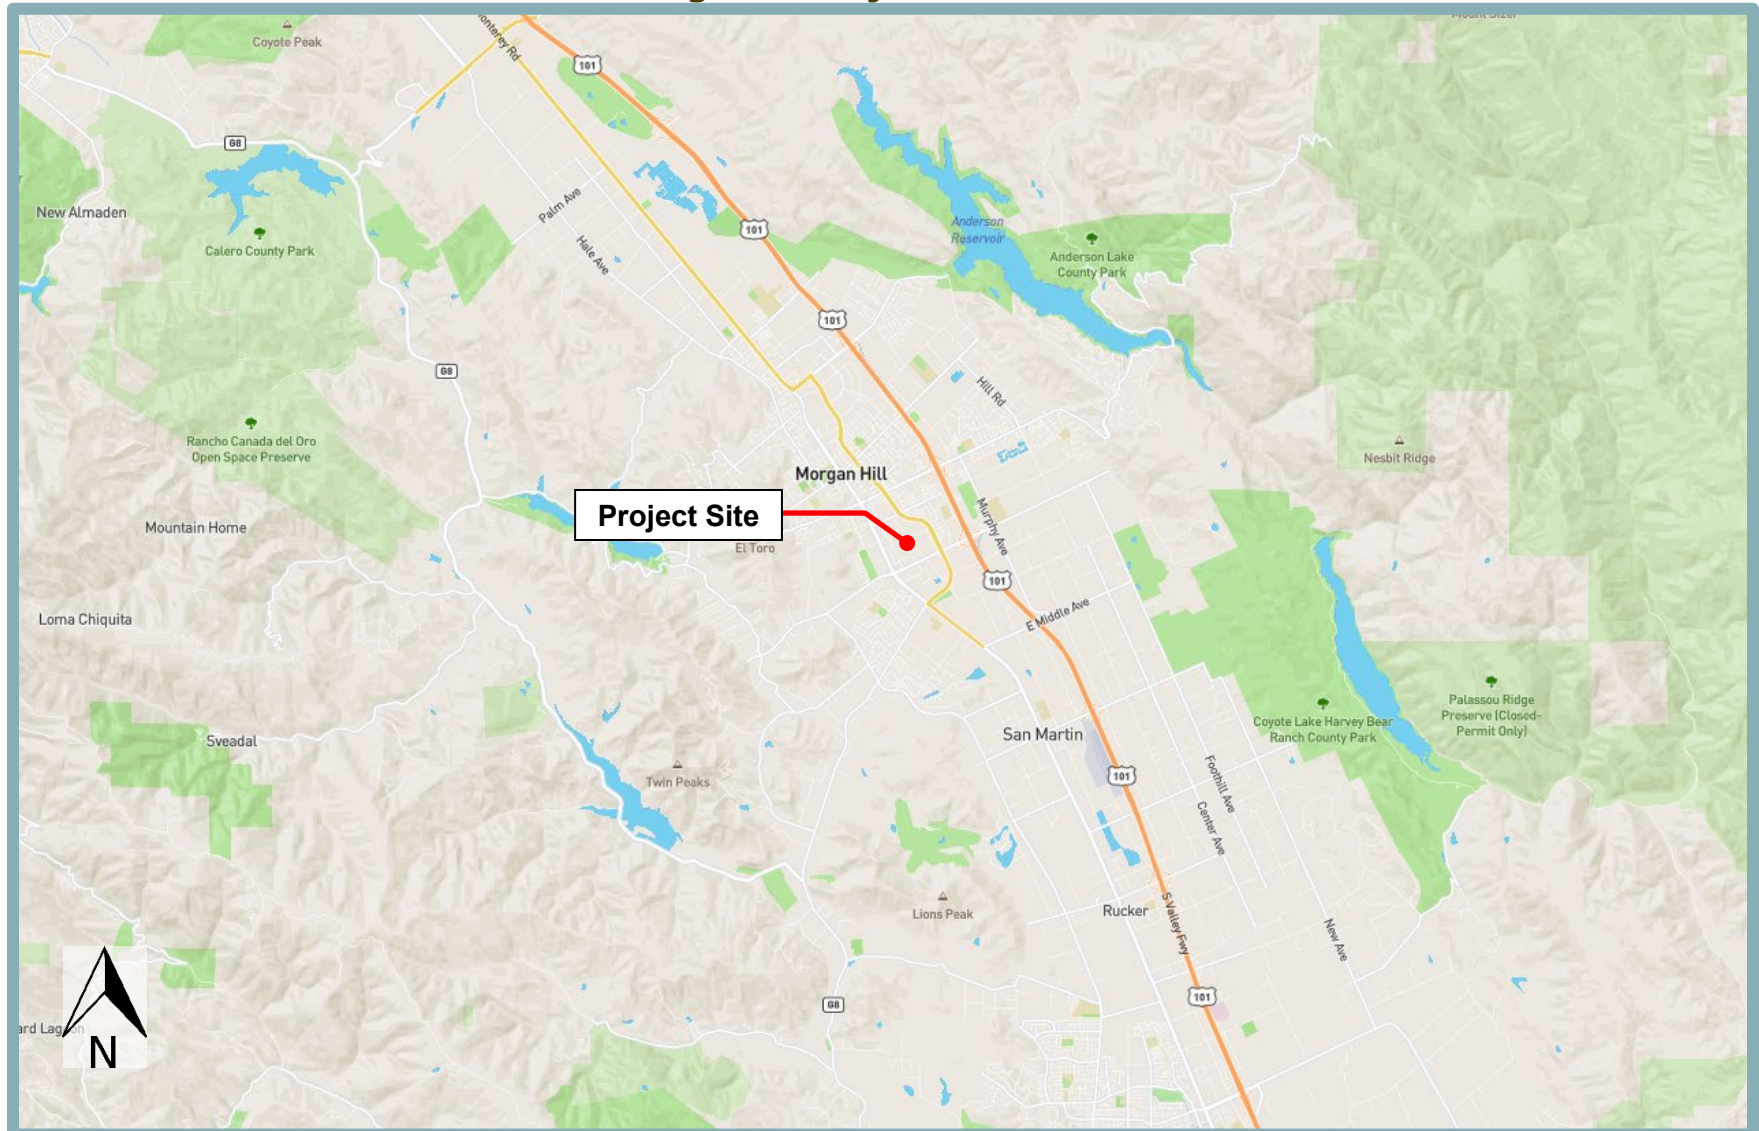 Mount Sizer
Coyote Peak
Monterey Rd
101
G8
Palm Ave
New Almaden
Anderson
Reservoir
101
Calero County Park
Hale Ave
Anderson Lake
County Park
101
G8
Hill Rd
Rancho Canada del Oro
Open Space Preserve
Nesbit Ridge
Morgan Hill
Project Site
Mountain Home
Murphy Ave
El Toro
101
E Middle Ave
Loma Chiquita
Palassou Ridge
Preserve (Closed-
Permit Only)
Coyote Lake Harvey Bear
Ranch County Park
San Martin
Sveadal
Twin Peaks
101
Foothill Ave
Center Ave
Lions Peak
Rucker
S Valley Fwy
New Ave
101
G8
N